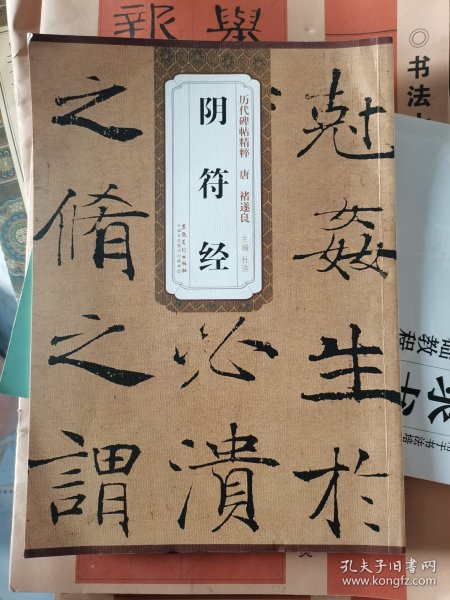 阴符经
历代碑帖精粹 唐 褚遂良
主编 杜浩
安徽美术出版社
尅姦生於
必潰
之脩之謂
◎书法
孔夫子旧书网
www.kongfz.com